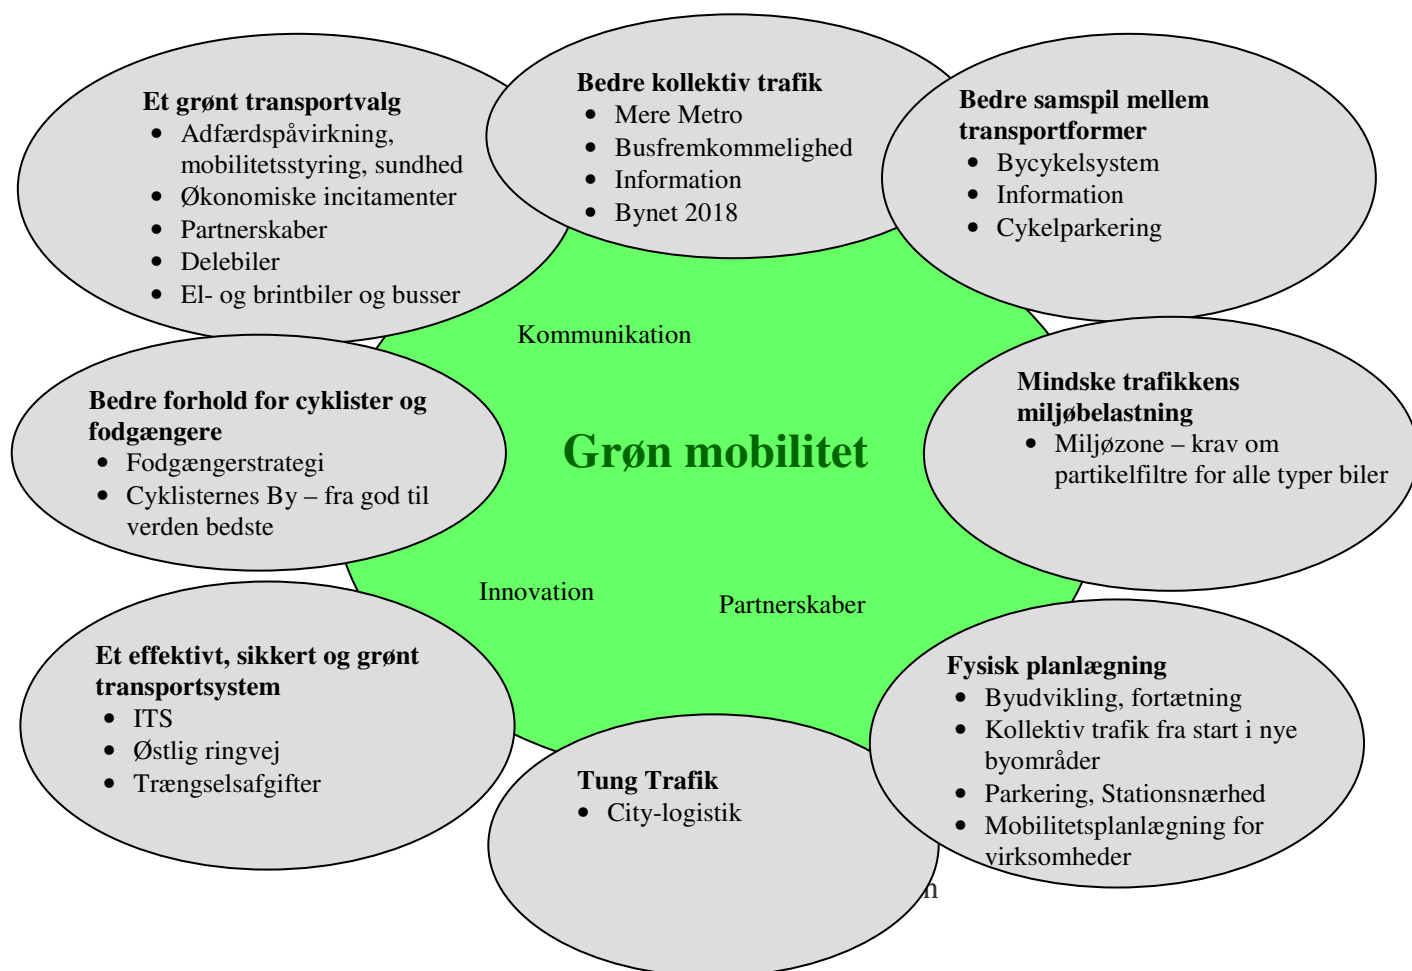 Et grønt transportvalg
• Adfærdspåvirkning,
mobilitetsstyring, sundhed
• Økonomiske incitamenter
• Partnerskaber
• Delebiler
• El- og brintbiler og busser
Bedre kollektiv trafik
• Mere Metro
• Busfremkommelighed
• Information
• Bynet 2018
Bedre samspil mellem
transportformer
• Bycykelsystem
• Information
• Cykelparkering
Kommunikation
Bedre forhold for cyklister og
fodgængere
• Fodgængerstrategi
• Cyklisternes By – fra god til
verden bedste
Grøn mobilitet
Mindske trafikkens
miljøbelastning
• Miljøzone – krav om
partikelfiltre for alle typer biler
Innovation
Partnerskaber
Et effektivt, sikkert og grønt
transportsystem
• ITS
• Østlig ringvej
• Trængselsafgifter
Tung Trafik
• City-logistik
Fysisk planlægning
• Byudvikling, fortætning
• Kollektiv trafik fra start i nye
byområder
• Parkering, Stationsnærhed
• Mobilitetsplanlægning for
virksomheder